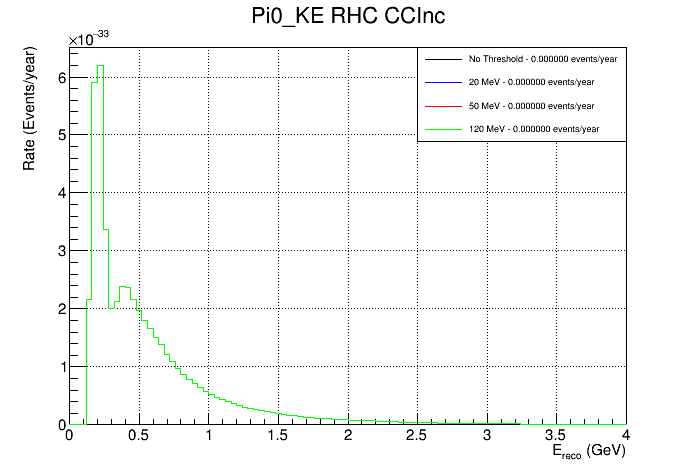 Pi0_KE RHC CCInc
×10⁻³³
Rate (Events/year)
6
5
4
3
2
1
0
No Threshold - 0.000000 events/year
20 MeV - 0.000000 events/year
50 MeV - 0.000000 events/year
120 MeV - 0.000000 events/year
0 0.5 1 1.5 2 2.5 3 3.5 4
E_reco (GeV)